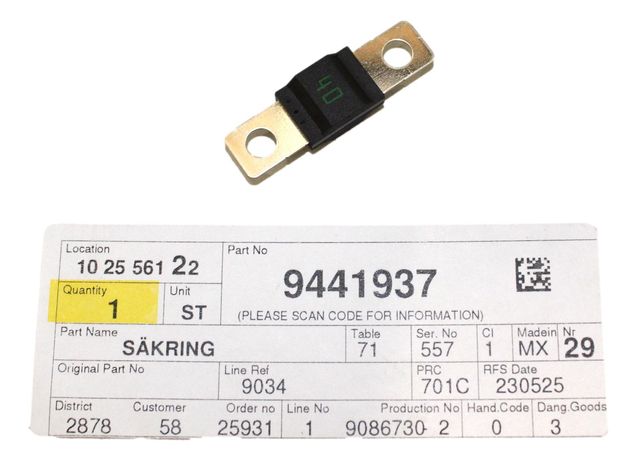 40
Location
10 25 561 22
Part No
9441937
(PLEASE SCAN CODE FOR INFORMATION)
Quantity
1
Unit
ST
Part Name
SÄKRING
Table
71
Ser. No
557
CI
1
Madein
MX
Nr
29
Original Part No
Line Ref
9034
PRC
701C
RFS Date
230525
District
2878
Customer
58
Order no
25931
Line No
1
Production No
9086730- 2
Hand.Code
0
Dang.Goods
3